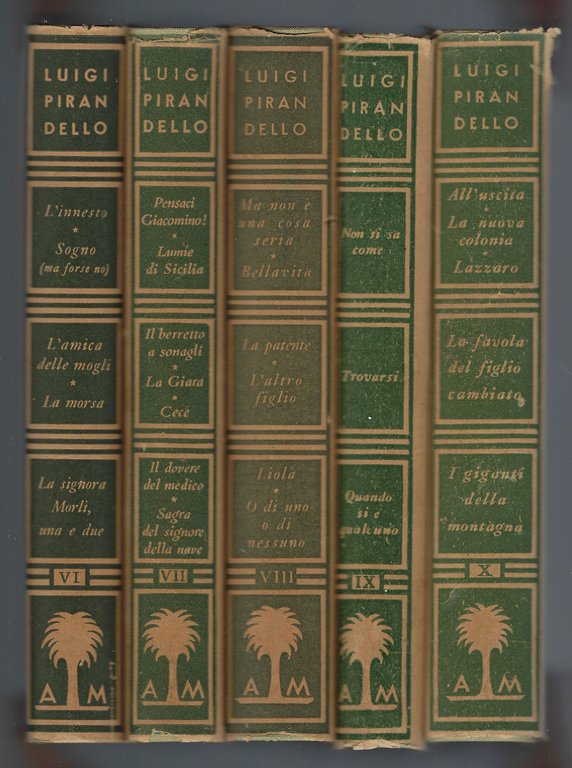 LUIGI
PIRAN
DELLO
L'innesto
*
Sogno
(ma forse no)
L'amica
delle mogli
*
La morsa
La signora
Morli,
una e due
VI
A M
LUIGI
PIRAN
DELLO
Pensaci
Giacomino!
*
Lumie
di Sicilia
Il berretto
a sonagli
*
La Giara
*
Cecè
Il dovere
del medico
*
Sagra
del signore
della nave
VII
A M
LUIGI
PIRAN
DELLO
Ma non è
una cosa
seria
*
Bellavita
La patente
*
L'altro
figlio
Liolà
*
O di uno
o di
nessuno
VIII
A M
LUIGI
PIRAN
DELLO
Non si sa
come
Trovarsi
Quando
si è
qualcuno
IX
A M
LUIGI
PIRAN
DELLO
All'uscita
*
La nuova
colonia
*
Lazzaro
La favola
del figlio
cambiato
I giganti
della
montagna
X
A M